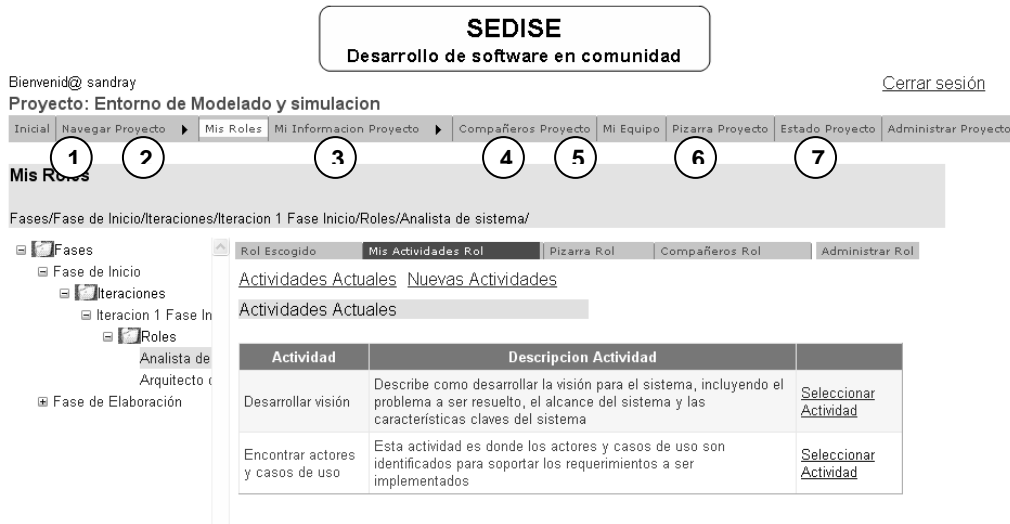 SEDISE
Desarrollo de software en comunidad
Bienvenid@ sandray
Cerrar sesión
Proyecto: Entorno de Modelado y simulacion
Inicial Navegar Proyecto Mis Roles Mi Informacion Proyecto Compañeros Proyecto Mi Equipo Pizarra Proyecto Estado Proyecto Administrar Proyecto
1 2 3 4 5 6 7
Mis Roles
Fases/Fase de Inicio/Iteraciones/Iteracion 1 Fase Inicio/Roles/Analista de sistema/
Fases
Fase de Inicio
Iteraciones
Iteracion 1 Fase In
Roles
Analista de
Arquitecto
Fase de Elaboración
Rol Escogido Mis Actividades Rol Pizarra Rol Compañeros Rol Administrar Rol
Actividades Actuales Nuevas Actividades
Actividades Actuales
Actividad Descripcion Actividad
Desarrollar visión
Describe como desarrollar la visión para el sistema, incluyendo el
problema a ser resuelto, el alcance del sistema y las
características claves del sistema
Seleccionar
Actividad
Encontrar actores
y casos de uso
Esta actividad es donde los actores y casos de uso son
identificados para soportar los requerimientos a ser
implementados
Seleccionar
Actividad